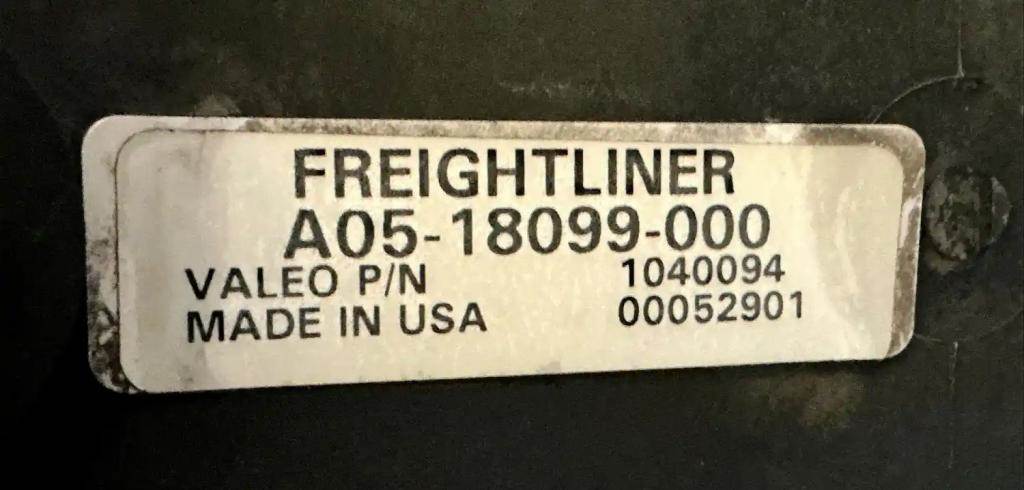 FREIGHTLINER
A05-18099-000
VALEO P/N 1040094
MADE IN USA 00052901